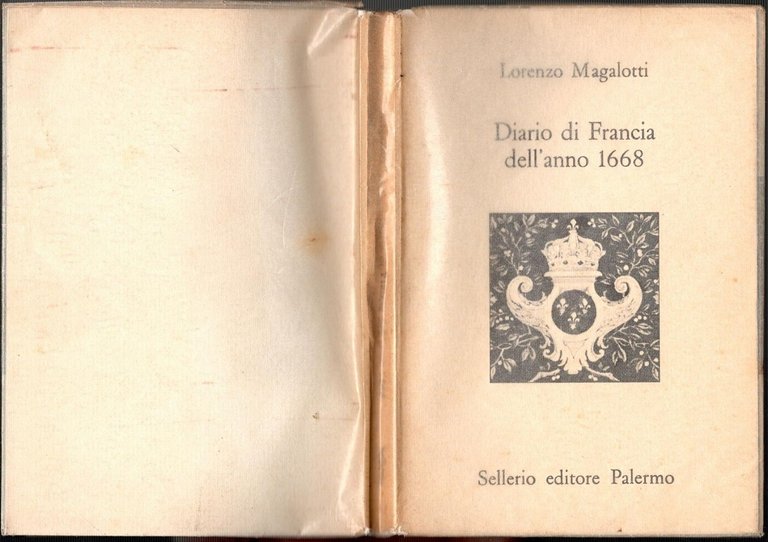 Lorenzo Magalotti
Diario di Francia
dell'anno 1668
Sellerio editore Palermo